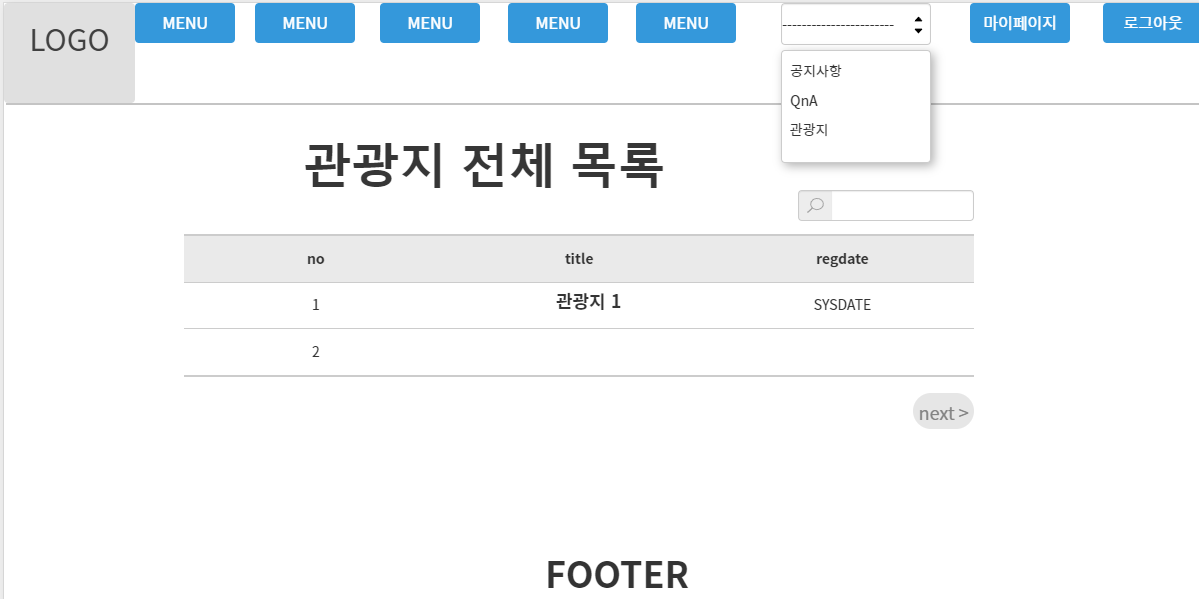 LOGO
MENU MENU MENU MENU MENU ----------------------- 마이페이지 로그아웃
공지사항
QnA
관광지
관광지 전체 목록
no title regdate
1 관광지 1 SYSDATE
2
next >
FOOTER